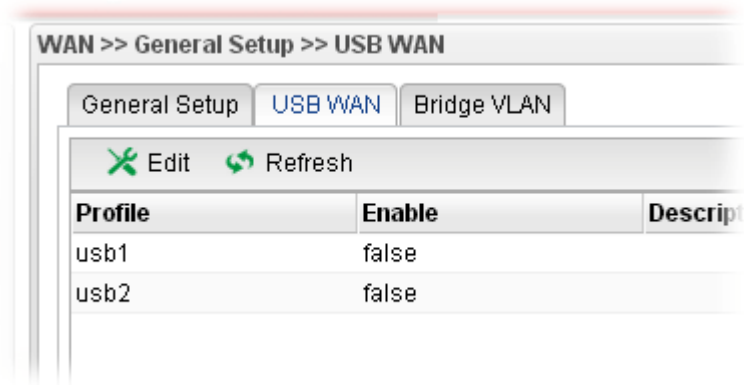 WAN >> General Setup >> USB WAN
General Setup USB WAN Bridge VLAN
Edit Refresh
Profile Enable Descript
usb1 false
usb2 false